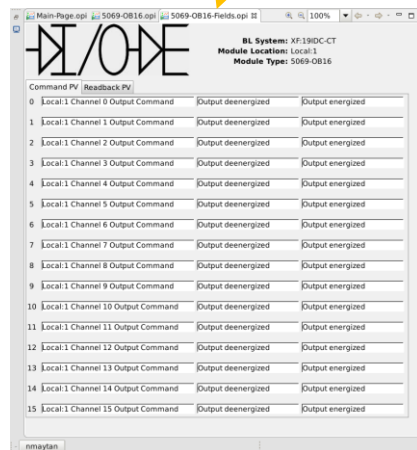 Main-Page.opi 5069-OB16.opi 5069-OB16-Fields.opi 100%
DI/ODE
BL System: XF:19IDC-CT
Module Location: Local:1
Module Type: 5069-OB16
Command PV Readback PV
0 Local:1 Channel 0 Output Command Output deenergized Output energized
1 Local:1 Channel 1 Output Command Output deenergized Output energized
2 Local:1 Channel 2 Output Command Output deenergized Output energized
3 Local:1 Channel 3 Output Command Output deenergized Output energized
4 Local:1 Channel 4 Output Command Output deenergized Output energized
5 Local:1 Channel 5 Output Command Output deenergized Output energized
6 Local:1 Channel 6 Output Command Output deenergized Output energized
7 Local:1 Channel 7 Output Command Output deenergized Output energized
8 Local:1 Channel 8 Output Command Output deenergized Output energized
9 Local:1 Channel 9 Output Command Output deenergized Output energized
10 Local:1 Channel 10 Output Command Output deenergized Output energized
11 Local:1 Channel 11 Output Command Output deenergized Output energized
12 Local:1 Channel 12 Output Command Output deenergized Output energized
13 Local:1 Channel 13 Output Command Output deenergized Output energized
14 Local:1 Channel 14 Output Command Output deenergized Output energized
15 Local:1 Channel 15 Output Command Output deenergized Output energized
nmaytan